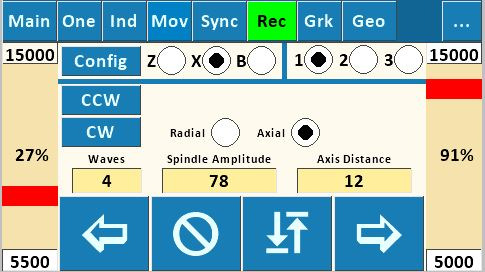 Main One Ind Mov Sync Rec Grk Geo ...
15000 Config Z X B 1 2 3 15000
CCW
CW Radial Axial
27% 91%
Waves Spindle Amplitude Axis Distance
4 78 12
5500 5000